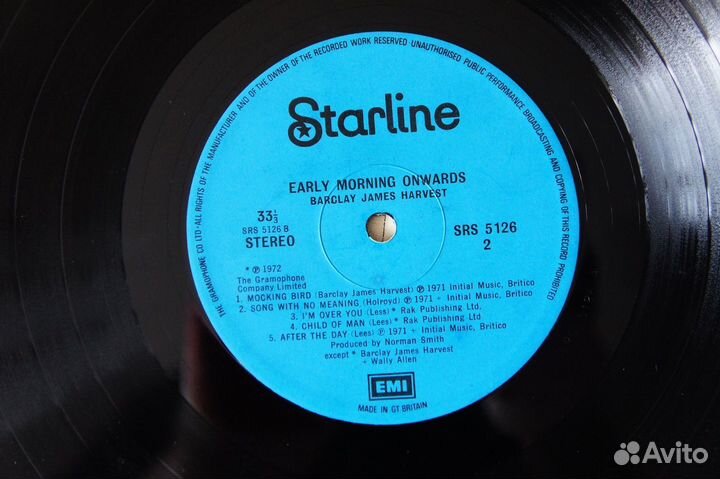 THE GRAMOPHONE CO LTD·ALL RIGHTS OF THE MANUFACTURER AND OF THE OWNER OF THE RECORDED WORK RESERVED·UNAUTHORISED PUBLIC PERFORMANCE BROADCASTING AND COPYING OF THIS RECORD PROHIBITED
Starline
EARLY MORNING ONWARDS
BARCLAY JAMES HARVEST
33⅓
SRS 5126 B
STEREO
SRS 5126
2
* ℗ 1972
The Gramophone
Company Limited
1. MOCKING BIRD (Barclay James Harvest) ℗ 1971 Initial Music, Britico
2. SONG WITH NO MEANING (Holroyd) ℗ 1971 + Initial Music, Britico
3. I'M OVER YOU (Lees) * Rak Publishing Ltd.
4. CHILD OF MAN (Lees) * Rak Publishing Ltd
5. AFTER THE DAY (Lees) ℗ 1971 + Initial Music, Britico
Produced by Norman Smith
except * Barclay James Harvest
+ Wally Allen
EMI
MADE IN GT BRITAIN
Avito